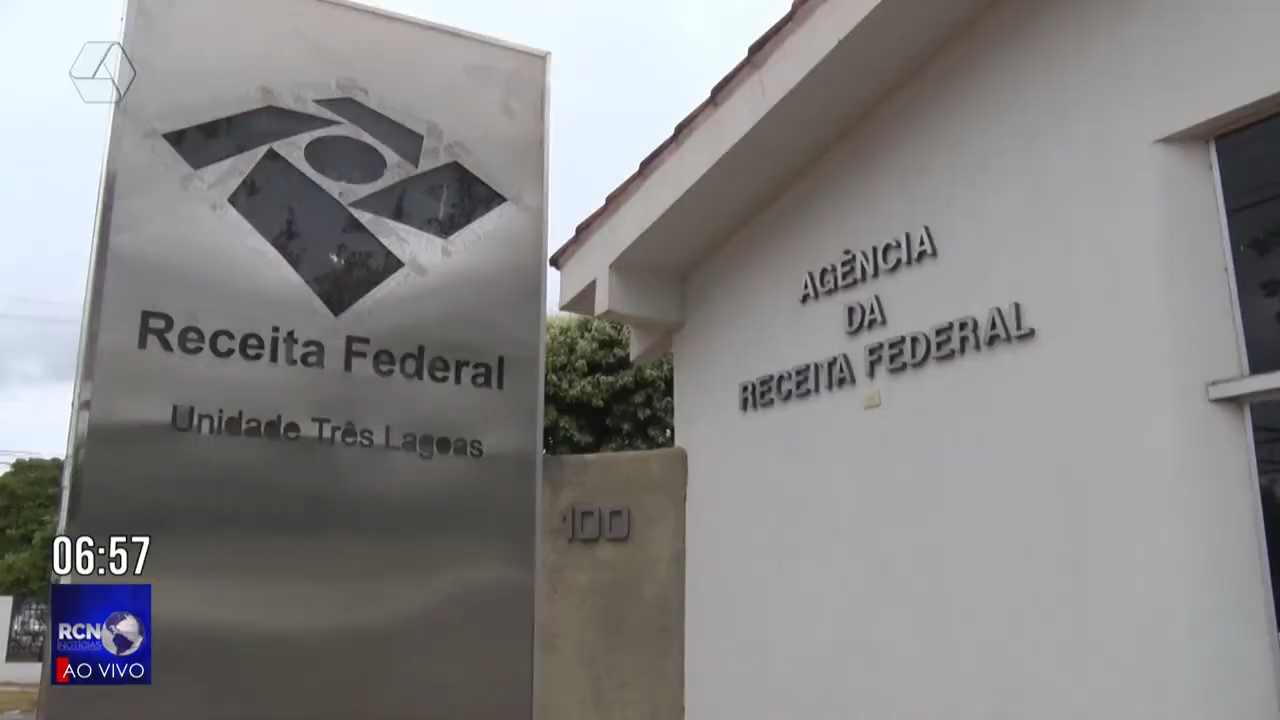 Receita Federal
Unidade Três Lagoas
AGÊNCIA
DA
RECEITA FEDERAL
100
06:57
RCN
NOTÍCIAS
AO VIVO